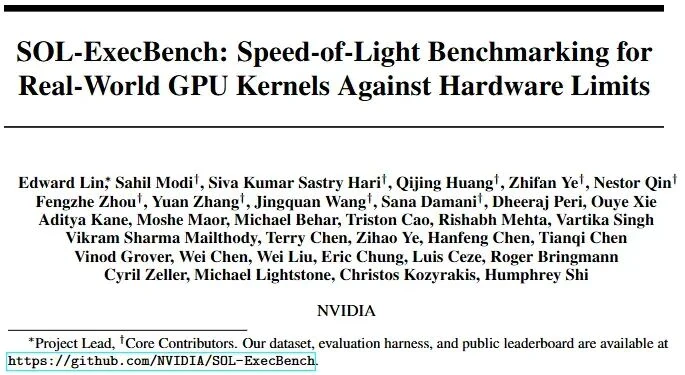 SOL-ExecBench: Speed-of-Light Benchmarking for
Real-World GPU Kernels Against Hardware Limits
Edward Lin*, Sahil Modi†, Siva Kumar Sastry Hari†, Qijing Huang†, Zhifan Ye†, Nestor Qin†
Fengzhe Zhou†, Yuan Zhang†, Jingquan Wang†, Sana Damani†, Dheeraj Peri, Ouye Xie
Aditya Kane, Moshe Maor, Michael Behar, Triston Cao, Rishabh Mehta, Vartika Singh
Vikram Sharma Mailthody, Terry Chen, Zihao Ye, Hanfeng Chen, Tianqi Chen
Vinod Grover, Wei Chen, Wei Liu, Eric Chung, Luis Ceze, Roger Bringmann
Cyril Zeller, Michael Lightstone, Christos Kozyrakis, Humphrey Shi
NVIDIA
*Project Lead, †Core Contributors. Our dataset, evaluation harness, and public leaderboard are available at
https://github.com/NVIDIA/SOL-ExecBench.